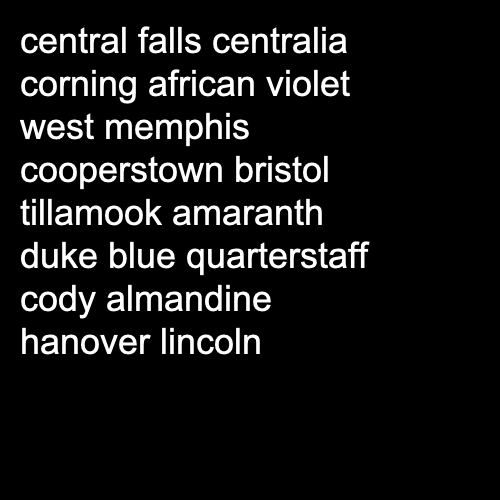 central falls centralia
corning african violet
west memphis
cooperstown bristol
tillamook amaranth
duke blue quarterstaff
cody almandine
hanover lincoln